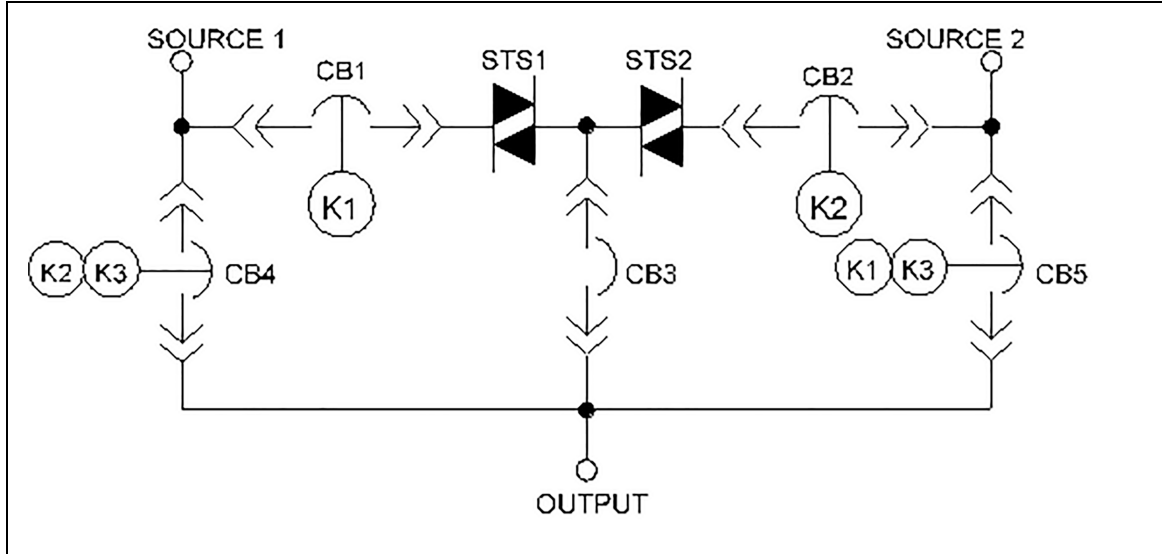 SOURCE 1
SOURCE 2
CB1
STS1
STS2
CB2
K1
K2
K2
K3
CB4
CB3
K1
K3
CB5
OUTPUT